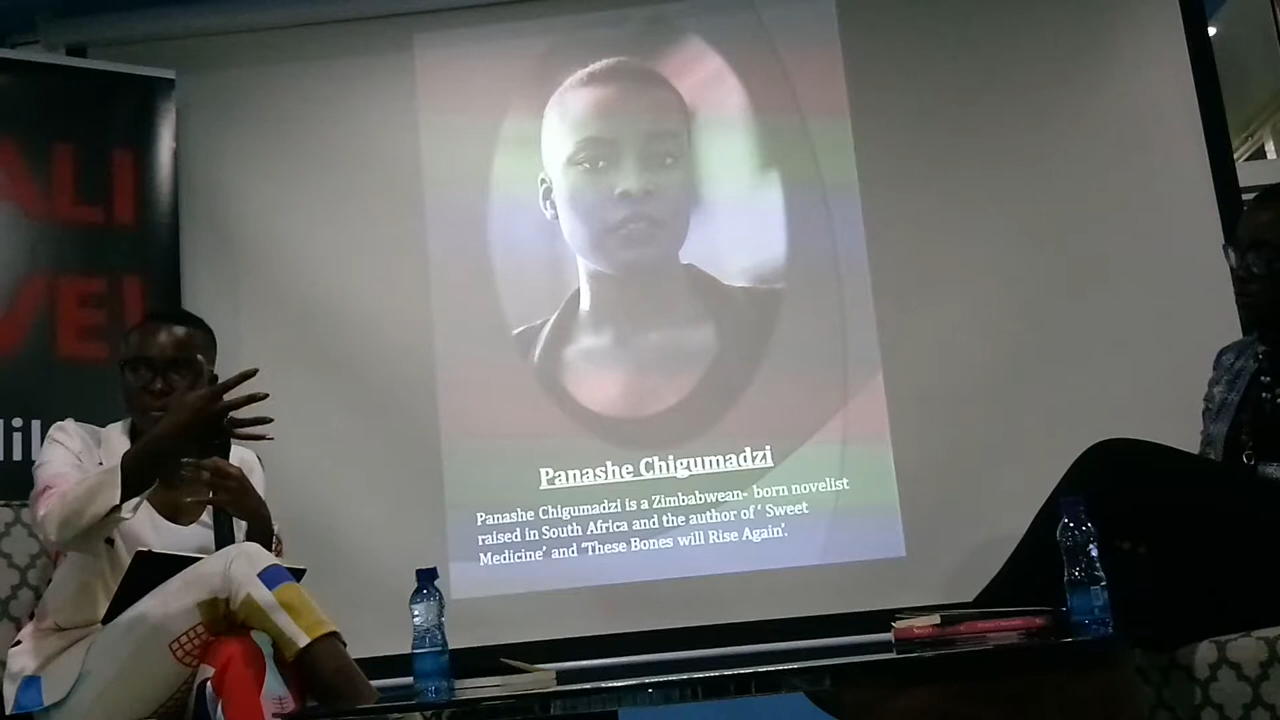 ALI
Panashe Chigumadzi
Panashe Chigumadzi is a Zimbabwean- born novelist
raised in South Africa and the author of ‘ Sweet
Medicine’ and ‘These Bones will Rise Again’.